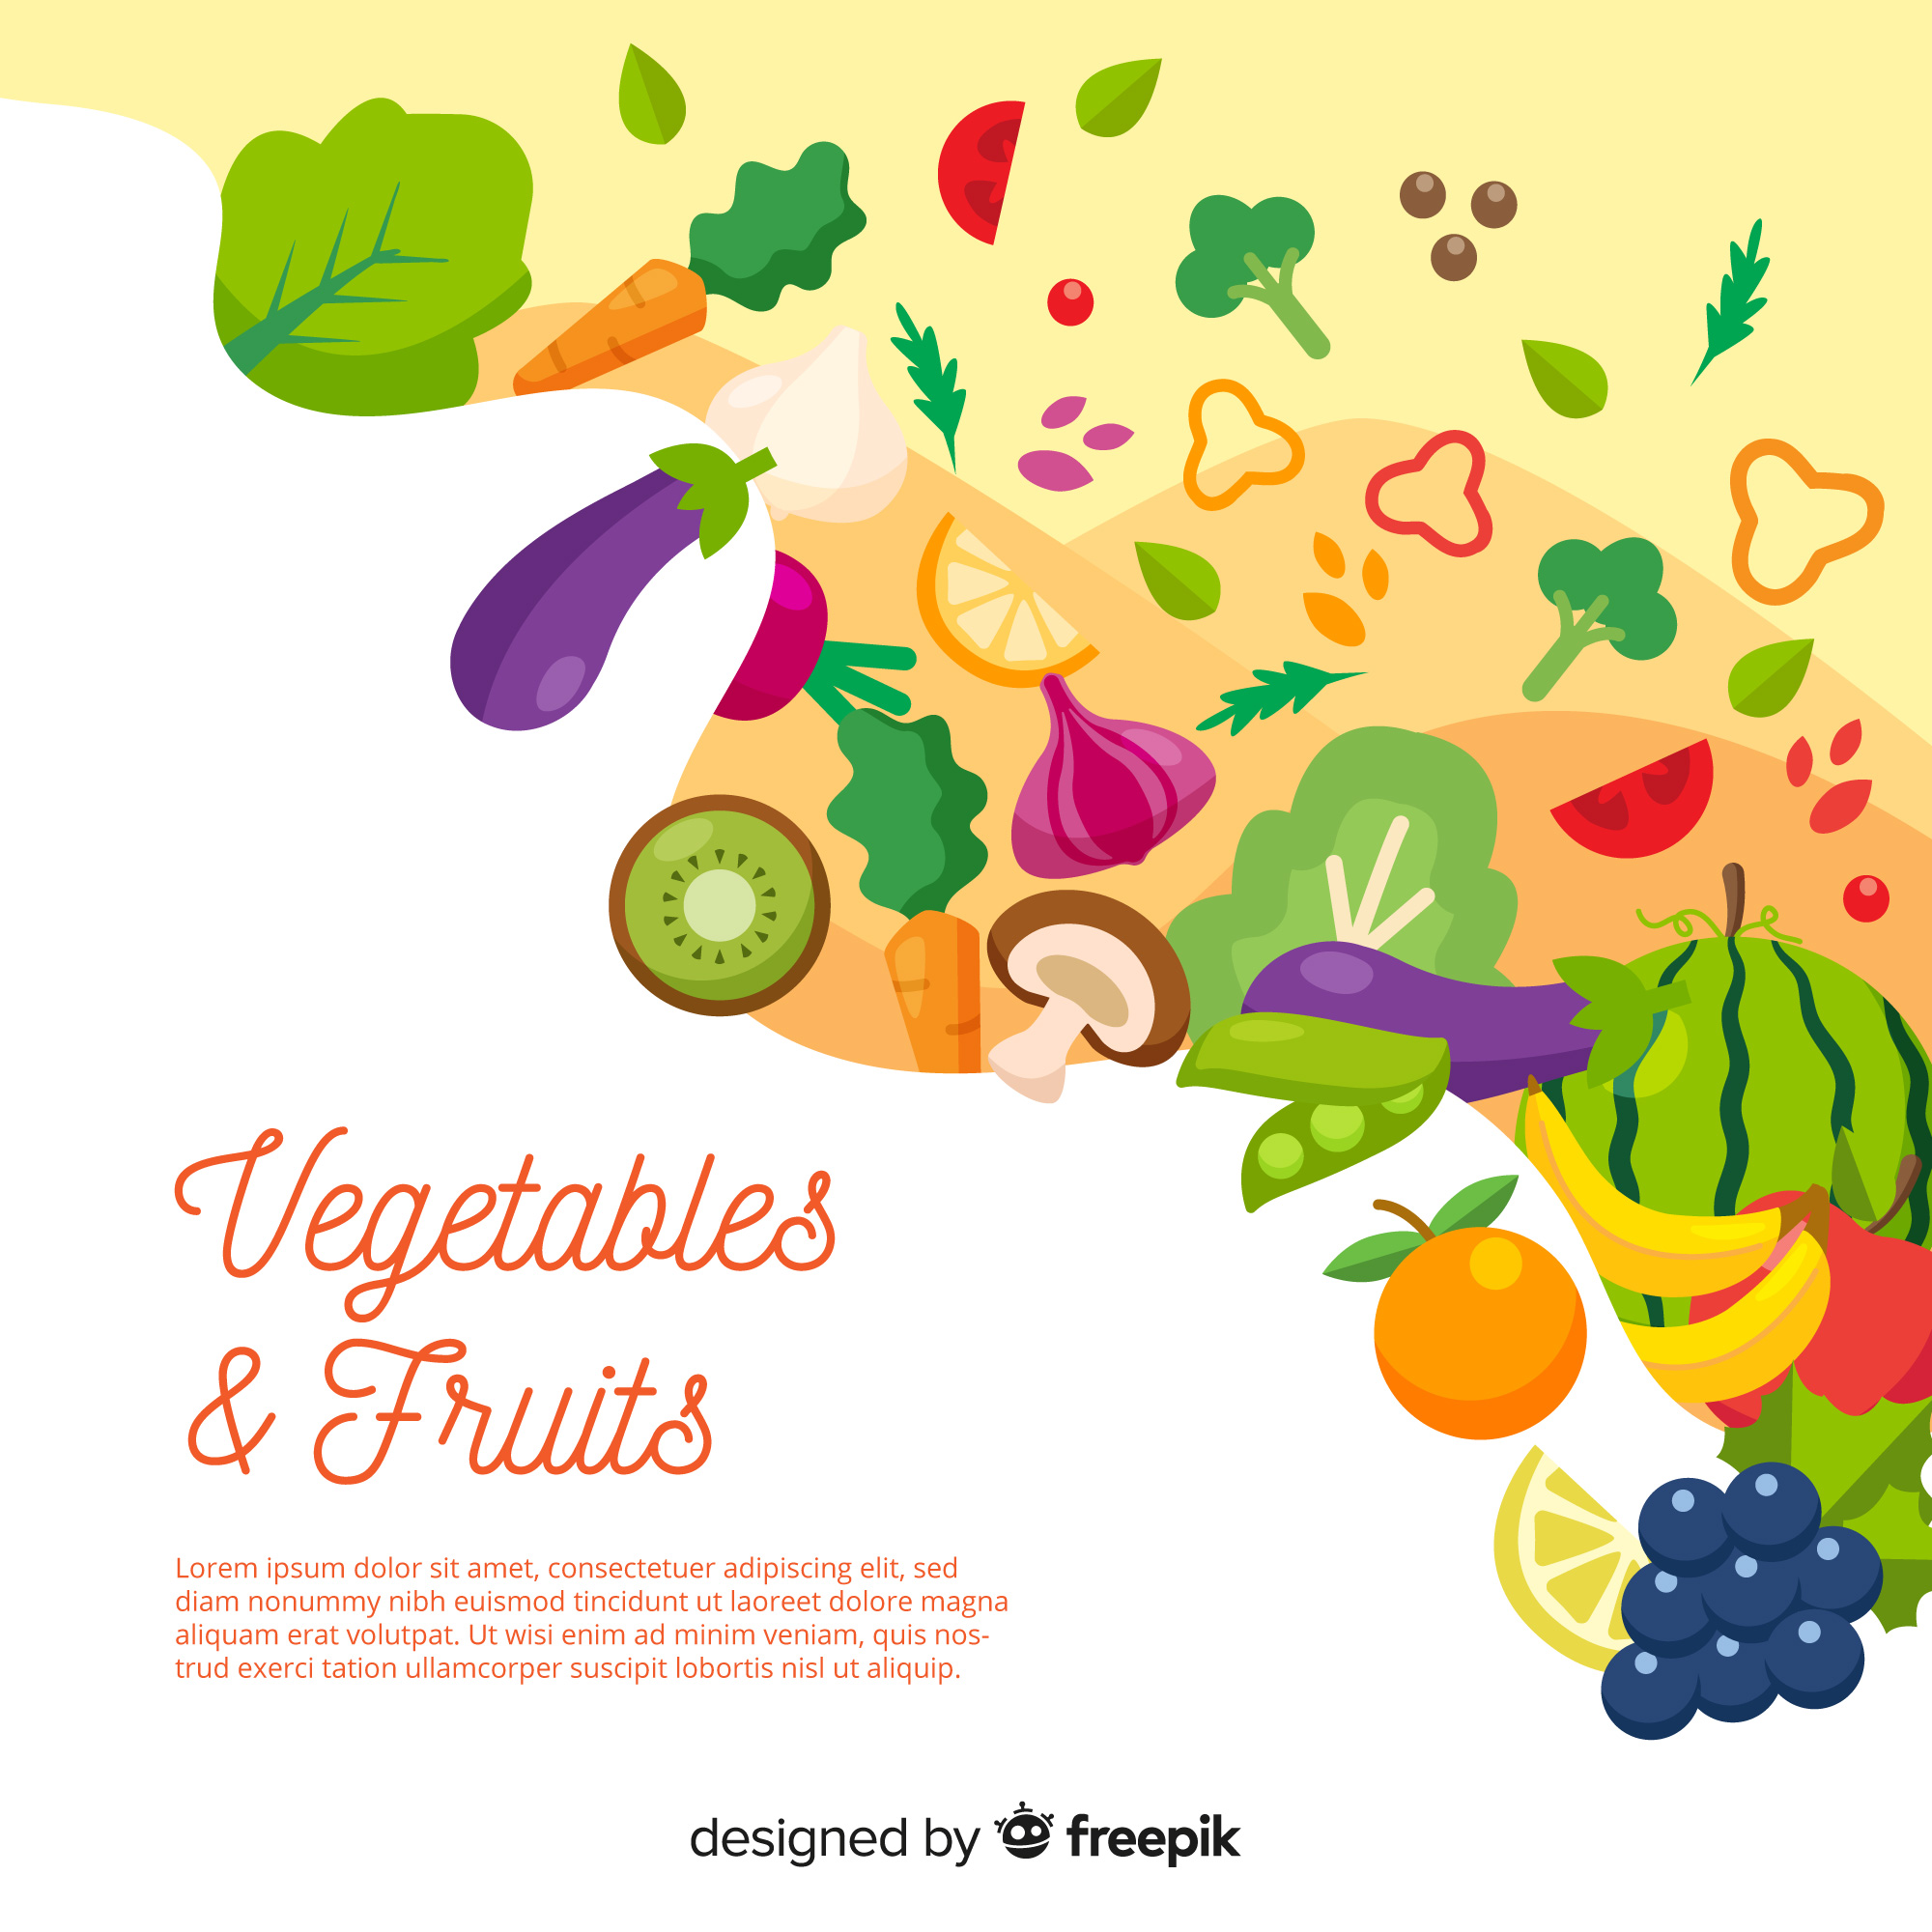 Vegetables
& Fruits
Lorem ipsum dolor sit amet, consectetuer adipiscing elit, sed
diam nonummy nibh euismod tincidunt ut laoreet dolore magna
aliquam erat volutpat. Ut wisi enim ad minim veniam, quis nos-
trud exerci tation ullamcorper suscipit lobortis nisl ut aliquip.
designed by freepik